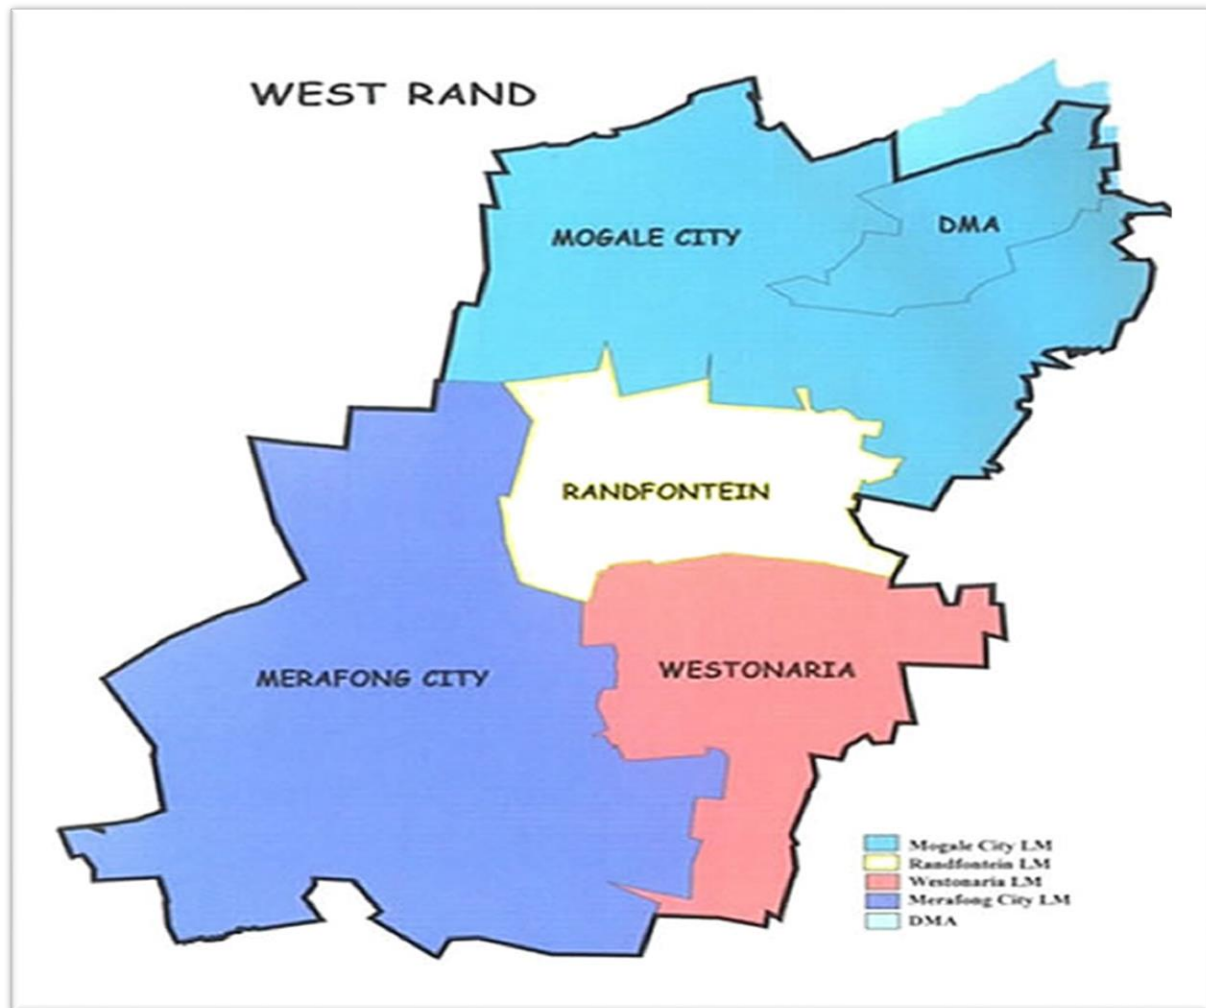 WEST RAND
MOGALE CITY
DMA
RANDFONTEIN
MERAFONG CITY
WESTONARIA
Mogale City LM
Randfontein LM
Westonaria LM
Merafong City LM
DMA